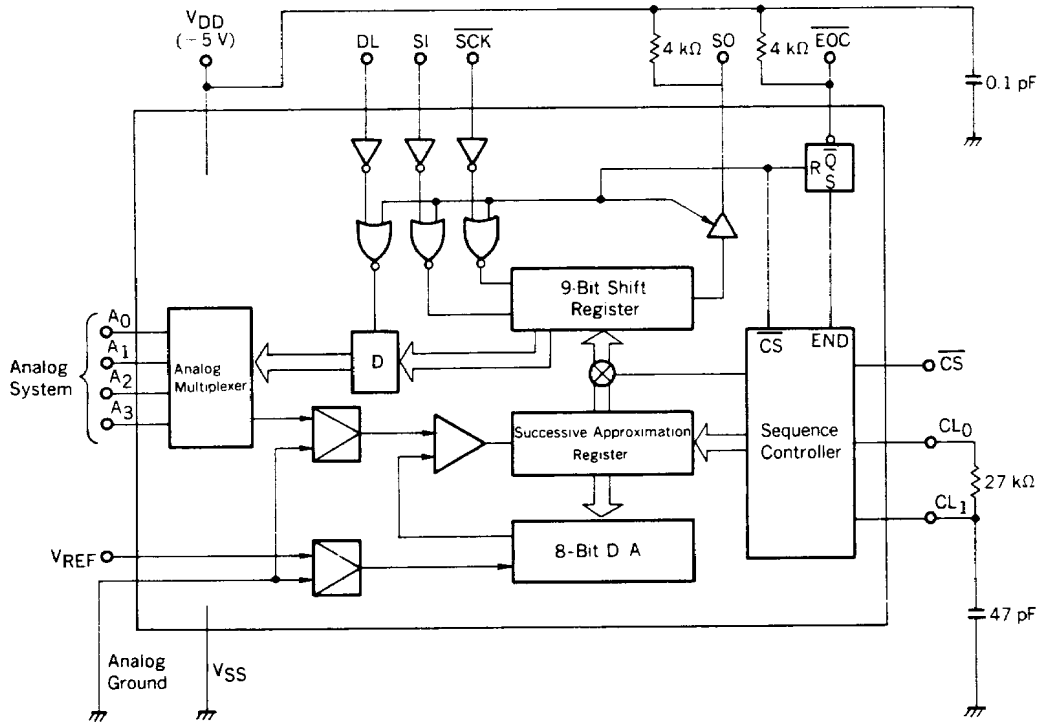 VDD
(+5 V)
DL
SI
SCK
4 kΩ
SO
4 kΩ
EOC
0.1 pF
R Q
S
9-Bit Shift
Register
A0
A1
A2
A3
Analog
System
Analog
Multiplexer
D
CS
END
CS
Successive Approximation
Register
Sequence
Controller
CL0
27 kΩ
CL1
VREF
8-Bit D A
47 pF
Analog
Ground
VSS